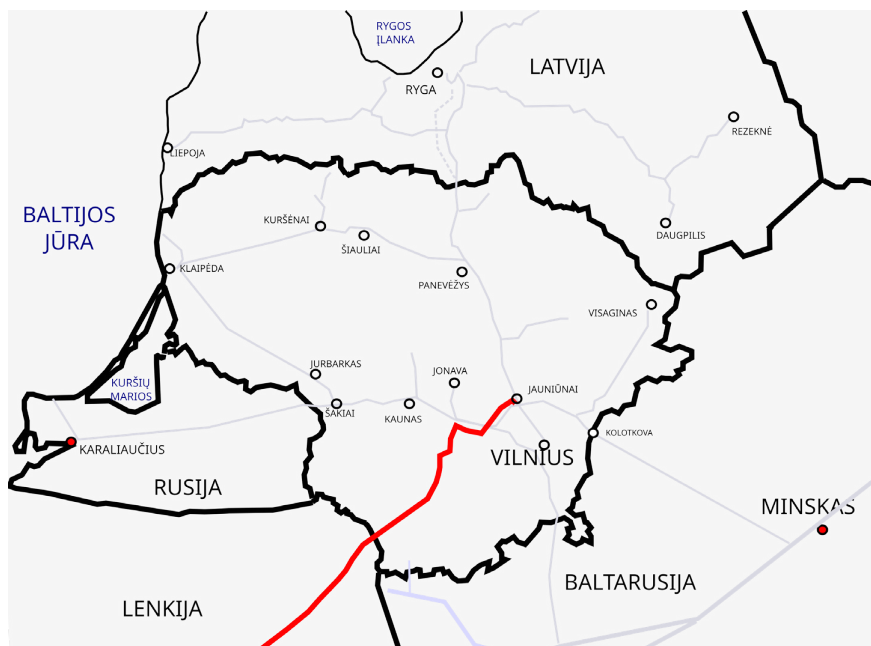 RYGOS
ĮLANKA
LATVIJA
RYGA
REZEKNĖ
LIEPOJA
BALTIJOS
JŪRA
KURŠĖNAI
ŠIAULIAI
DAUGPILIS
KLAIPĖDA
PANEVĖŽYS
VISAGINAS
JURBARKAS
JONAVA
KURŠIŲ
MARIOS
JAUNIŪNAI
ŠAKIAI
KAUNAS
KOLOTKOVA
KARALIAUČIUS
VILNIUS
RUSIJA
MINSKAS
BALTARUSIJA
LENKIJA